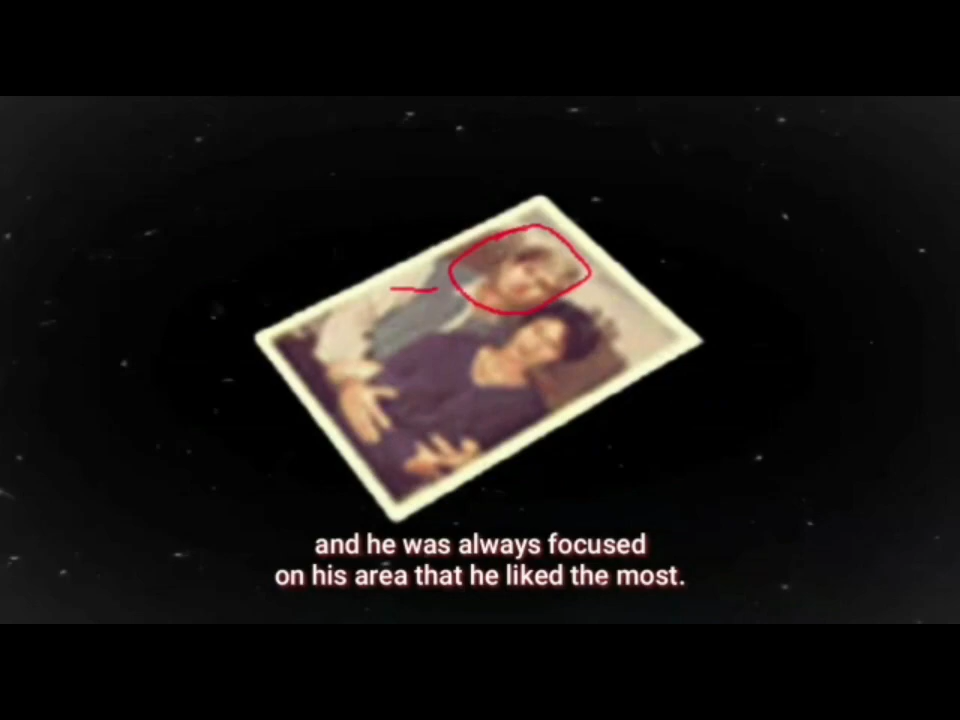 and he was always focused
on his area that he liked the most.